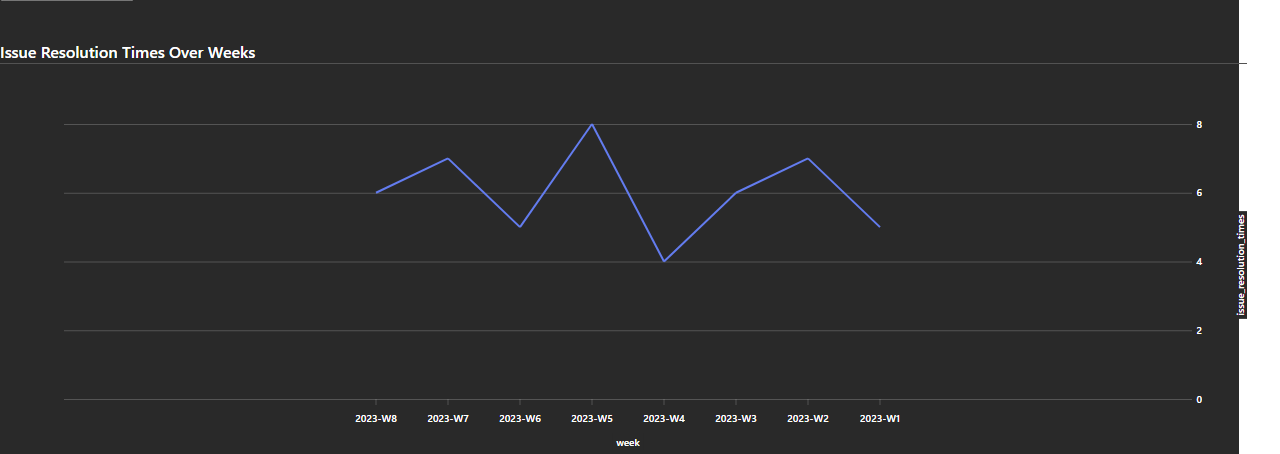 Issue Resolution Times Over Weeks
8
6
4
2
0
issue_resolution_times
2023-W8 2023-W7 2023-W6 2023-W5 2023-W4 2023-W3 2023-W2 2023-W1
week